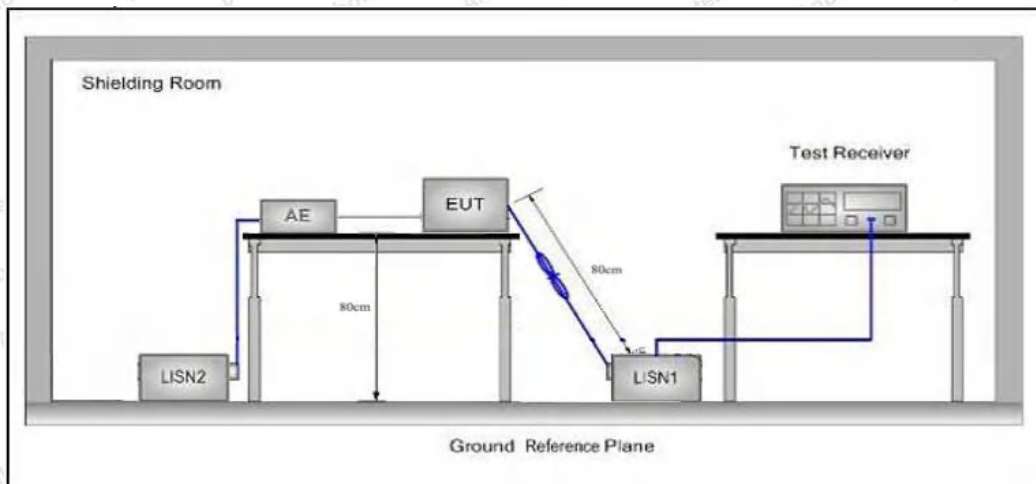 Shielding Room
Test Receiver
EUT
AE
80cm
80cm
LISN2
LISN1
Ground Reference Plane